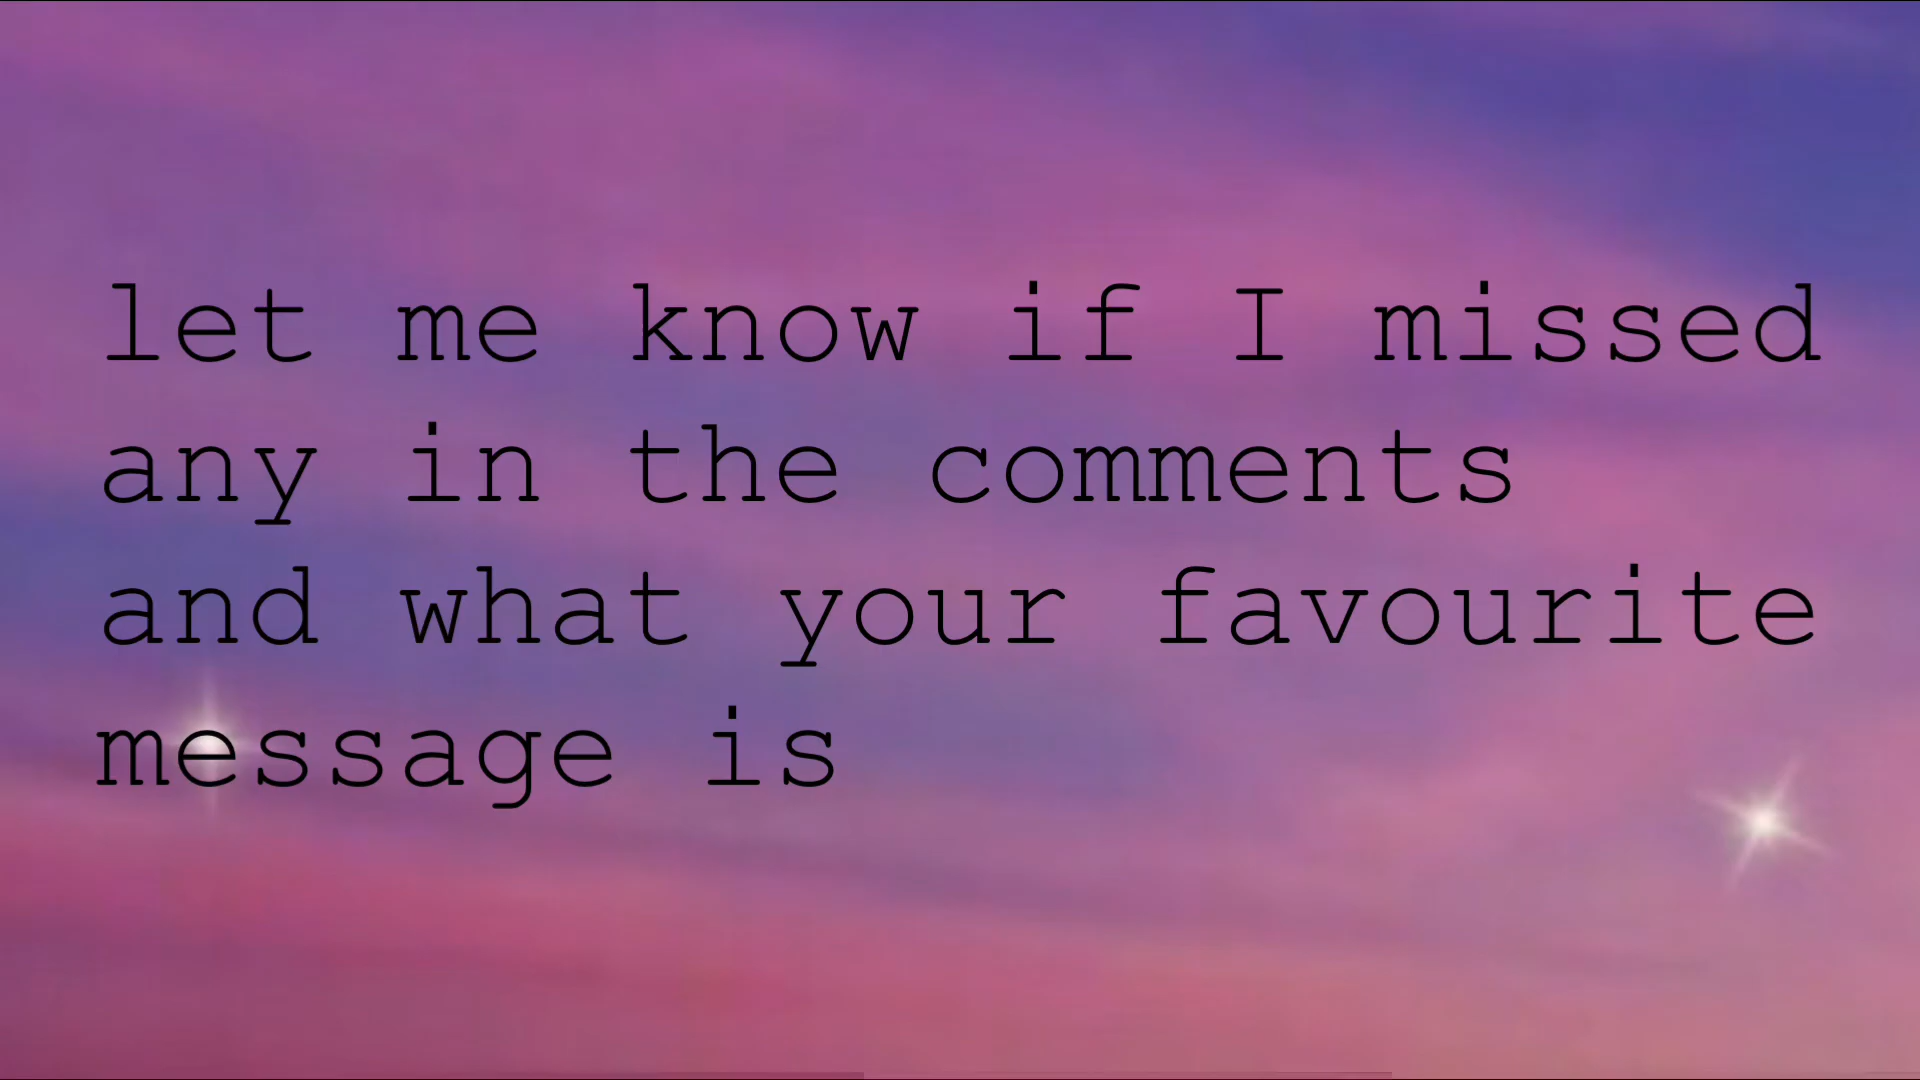 let me know if I missed
any in the comments
and what your favourite
message is